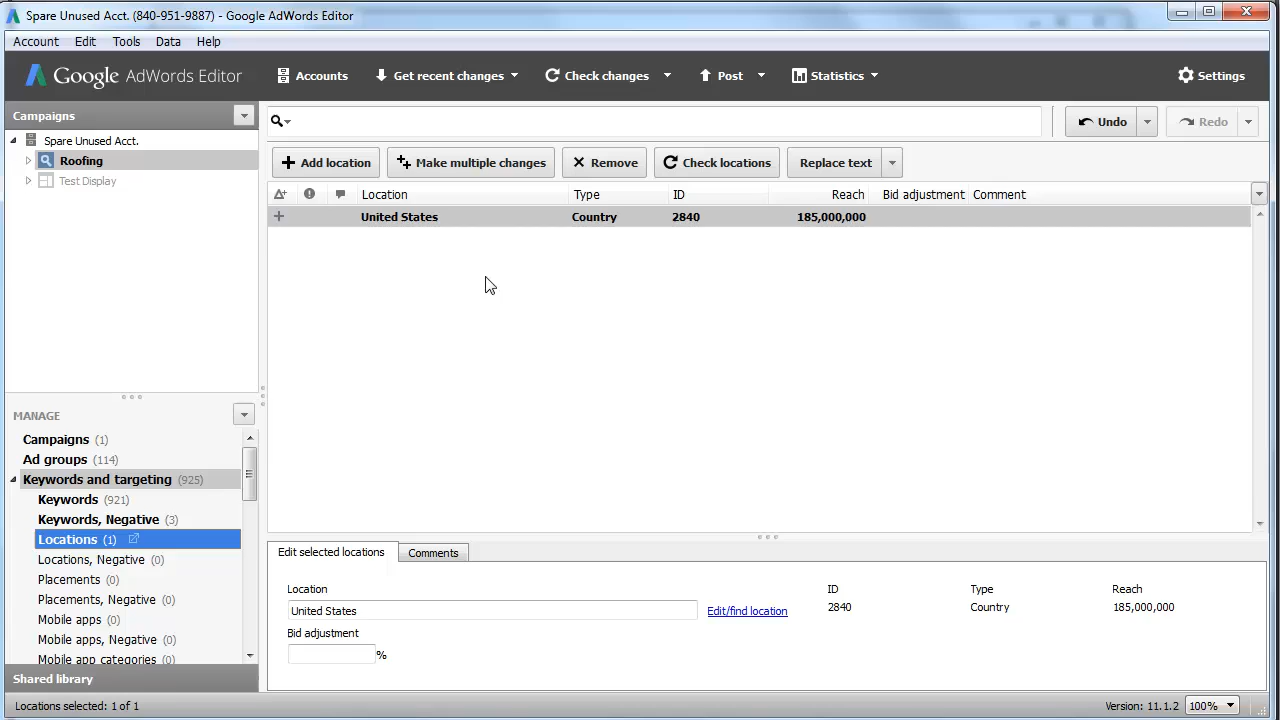 Spare Unused Acct. (840-951-9887) - Google AdWords Editor
Account Edit Tools Data Help
Google AdWords Editor Accounts Get recent changes Check changes Post Statistics Settings
Campaigns
Spare Unused Acct.
Roofing
Test Display
Undo Redo
Add location Make multiple changes Remove Check locations Replace text
Location Type ID Reach Bid adjustment Comment
United States Country 2840 185,000,000
MANAGE
Campaigns (1)
Ad groups (114)
Keywords and targeting (925)
Keywords (921)
Keywords, Negative (3)
Locations (1)
Locations, Negative (0)
Placements (0)
Placements, Negative (0)
Mobile apps (0)
Mobile apps, Negative (0)
Mobile app categories (0)
Shared library
Edit selected locations Comments
Location ID Type Reach
United States Edit/find location 2840 Country 185,000,000
Bid adjustment
%
Locations selected: 1 of 1 Version: 11.1.2 100%